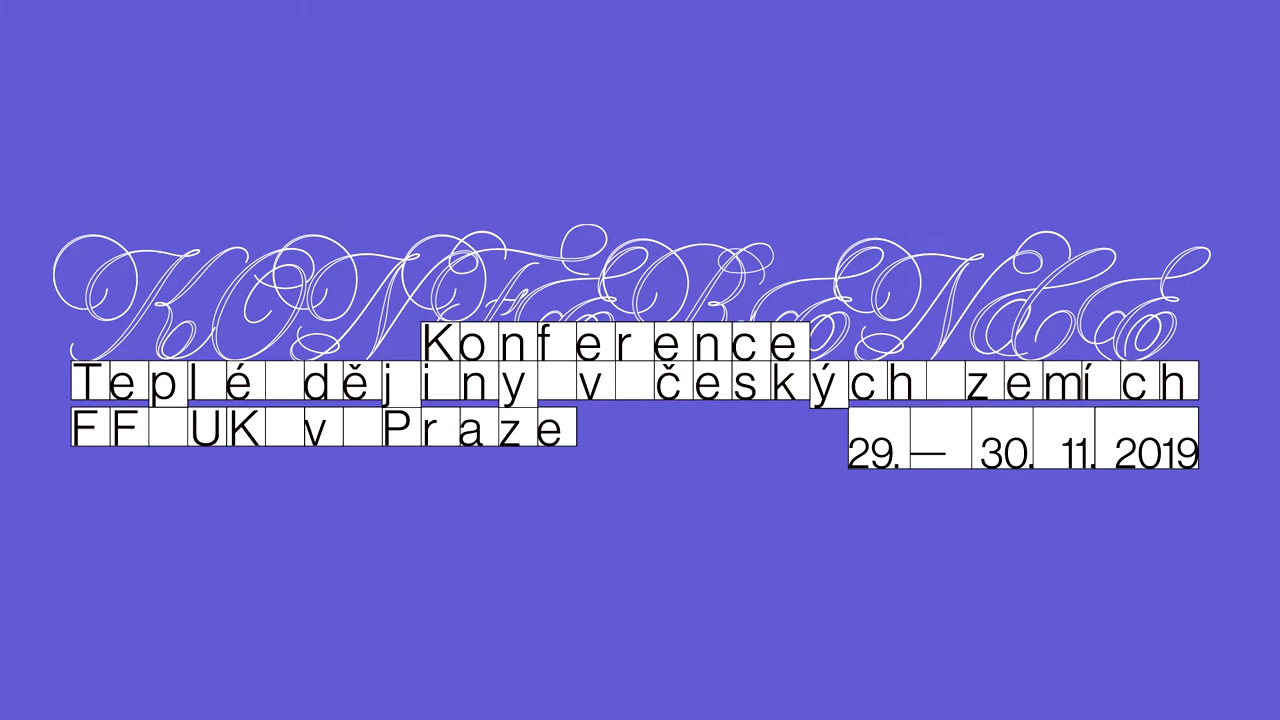 KONFERENCE
Konference
Teplé dějiny v českých zemích
FF UK v Praze
29. — 30. 11. 2019